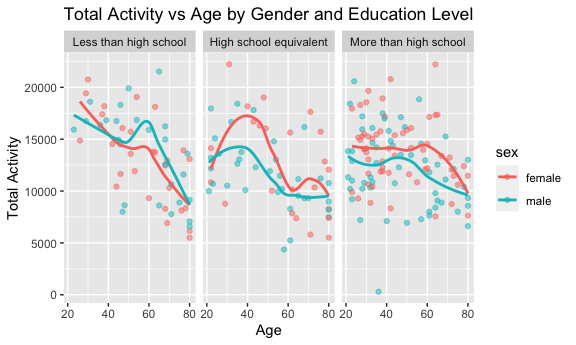 Total Activity vs Age by Gender and Education Level
Less than high school High school equivalent More than high school
20000
15000
10000
5000
0
Total Activity
20 40 60 80 20 40 60 80 20 40 60 80
Age
sex
female
male